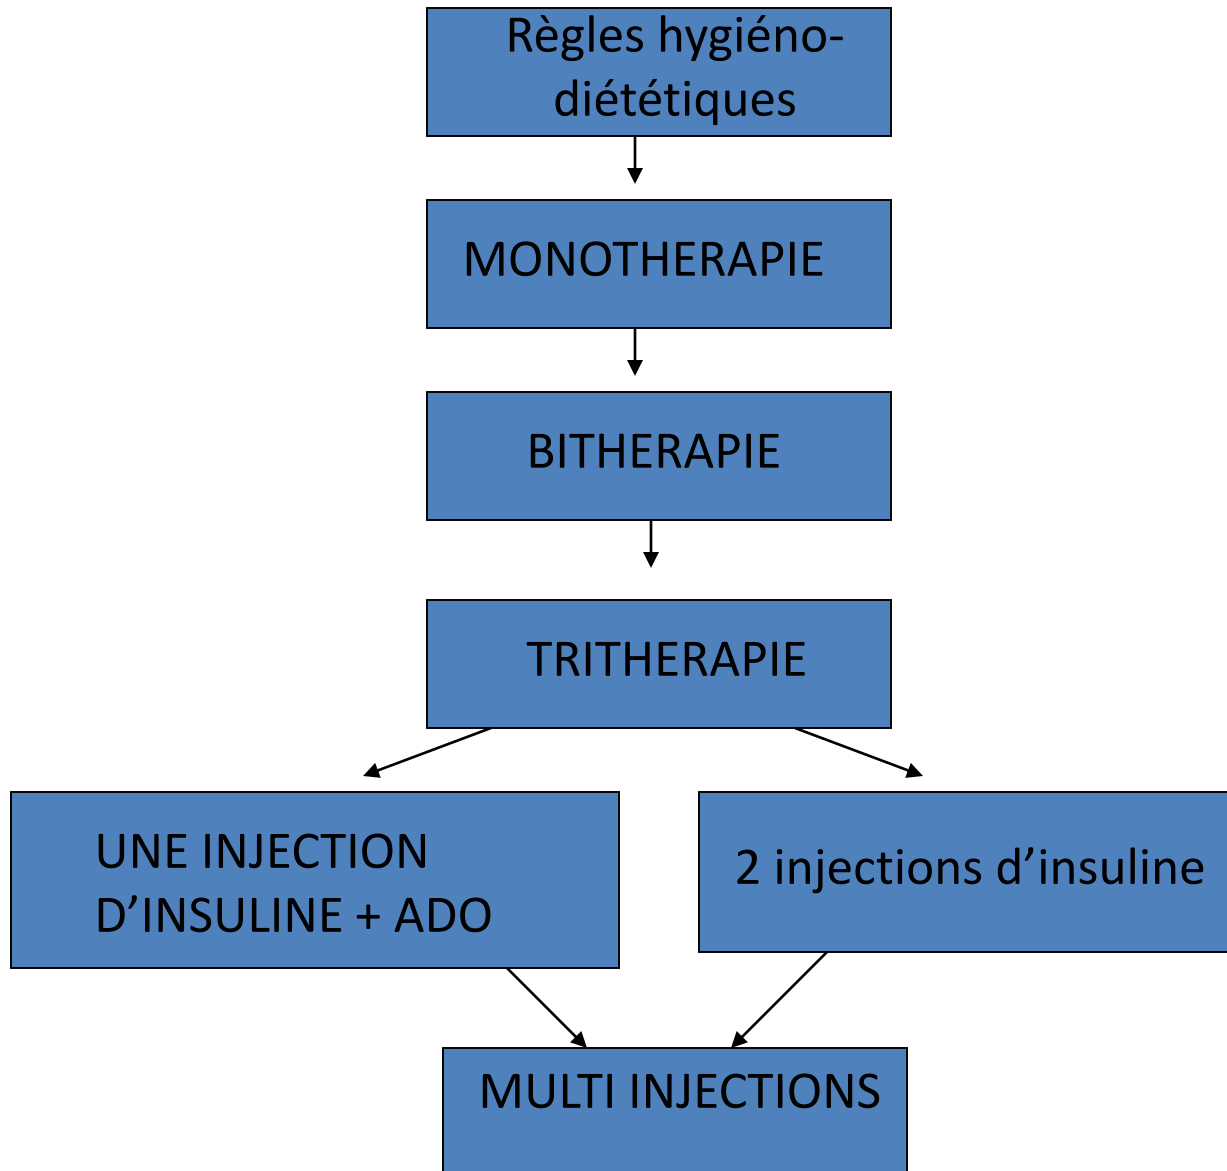 Règles hygiéno-
diététiques
MONOTHERAPIE
BITHERAPIE
TRITHERAPIE
UNE INJECTION
D’INSULINE + ADO
2 injections d’insuline
MULTI INJECTIONS